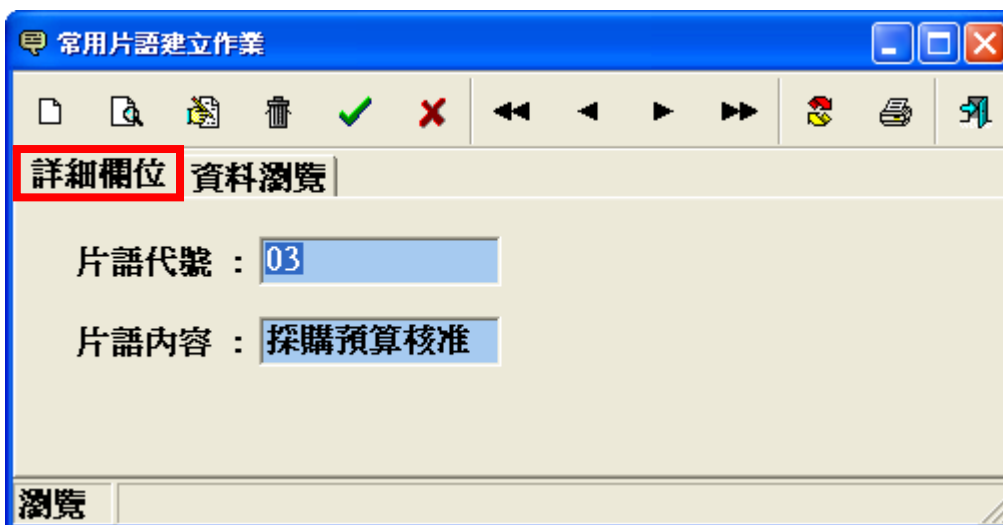 常用片語建立作業
詳細欄位 資料瀏覽
片語代號 : 03
片語內容 : 採購預算核准
瀏覽